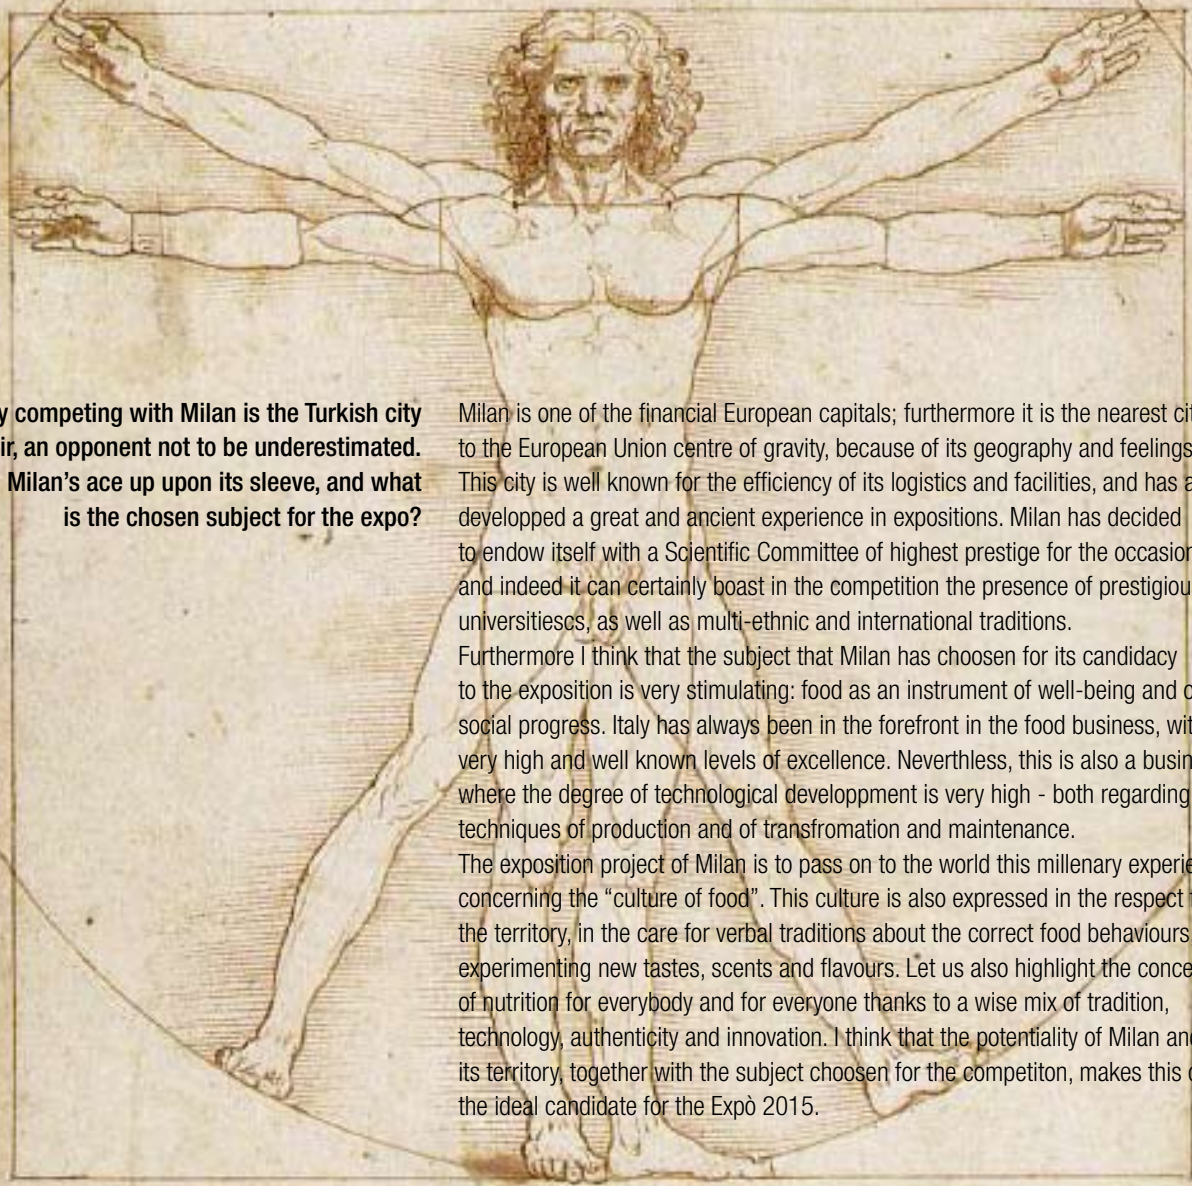 y competing with Milan is the Turkish city
ir, an opponent not to be underestimated.
Milan's ace up upon its sleeve, and what
is the chosen subject for the expo?
Milan is one of the financial European capitals; furthermore it is the nearest cit
to the European Union centre of gravity, because of its geography and feelings
This city is well known for the efficiency of its logistics and facilities, and has a
developped a great and ancient experience in expositions. Milan has decided
to endow itself with a Scientific Committee of highest prestige for the occasion
and indeed it can certainly boast in the competition the presence of prestigiou
universitiescs, as well as multi-ethnic and international traditions.
Furthermore I think that the subject that Milan has choosen for its candidacy
to the exposition is very stimulating: food as an instrument of well-being and o
social progress. Italy has always been in the forefront in the food business, wit
very high and well known levels of excellence. Neverthless, this is also a busin
where the degree of technological developpment is very high - both regarding
techniques of production and of transfromation and maintenance.
The exposition project of Milan is to pass on to the world this millenary experie
concerning the “culture of food”. This culture is also expressed in the respect f
the territory, in the care for verbal traditions about the correct food behaviours
experimenting new tastes, scents and flavours. Let us also highlight the conce
of nutrition for everybody and for everyone thanks to a wise mix of tradition,
technology, authenticity and innovation. I think that the potentiality of Milan and
its territory, together with the subject choosen for the competiton, makes this c
the ideal candidate for the Expò 2015.